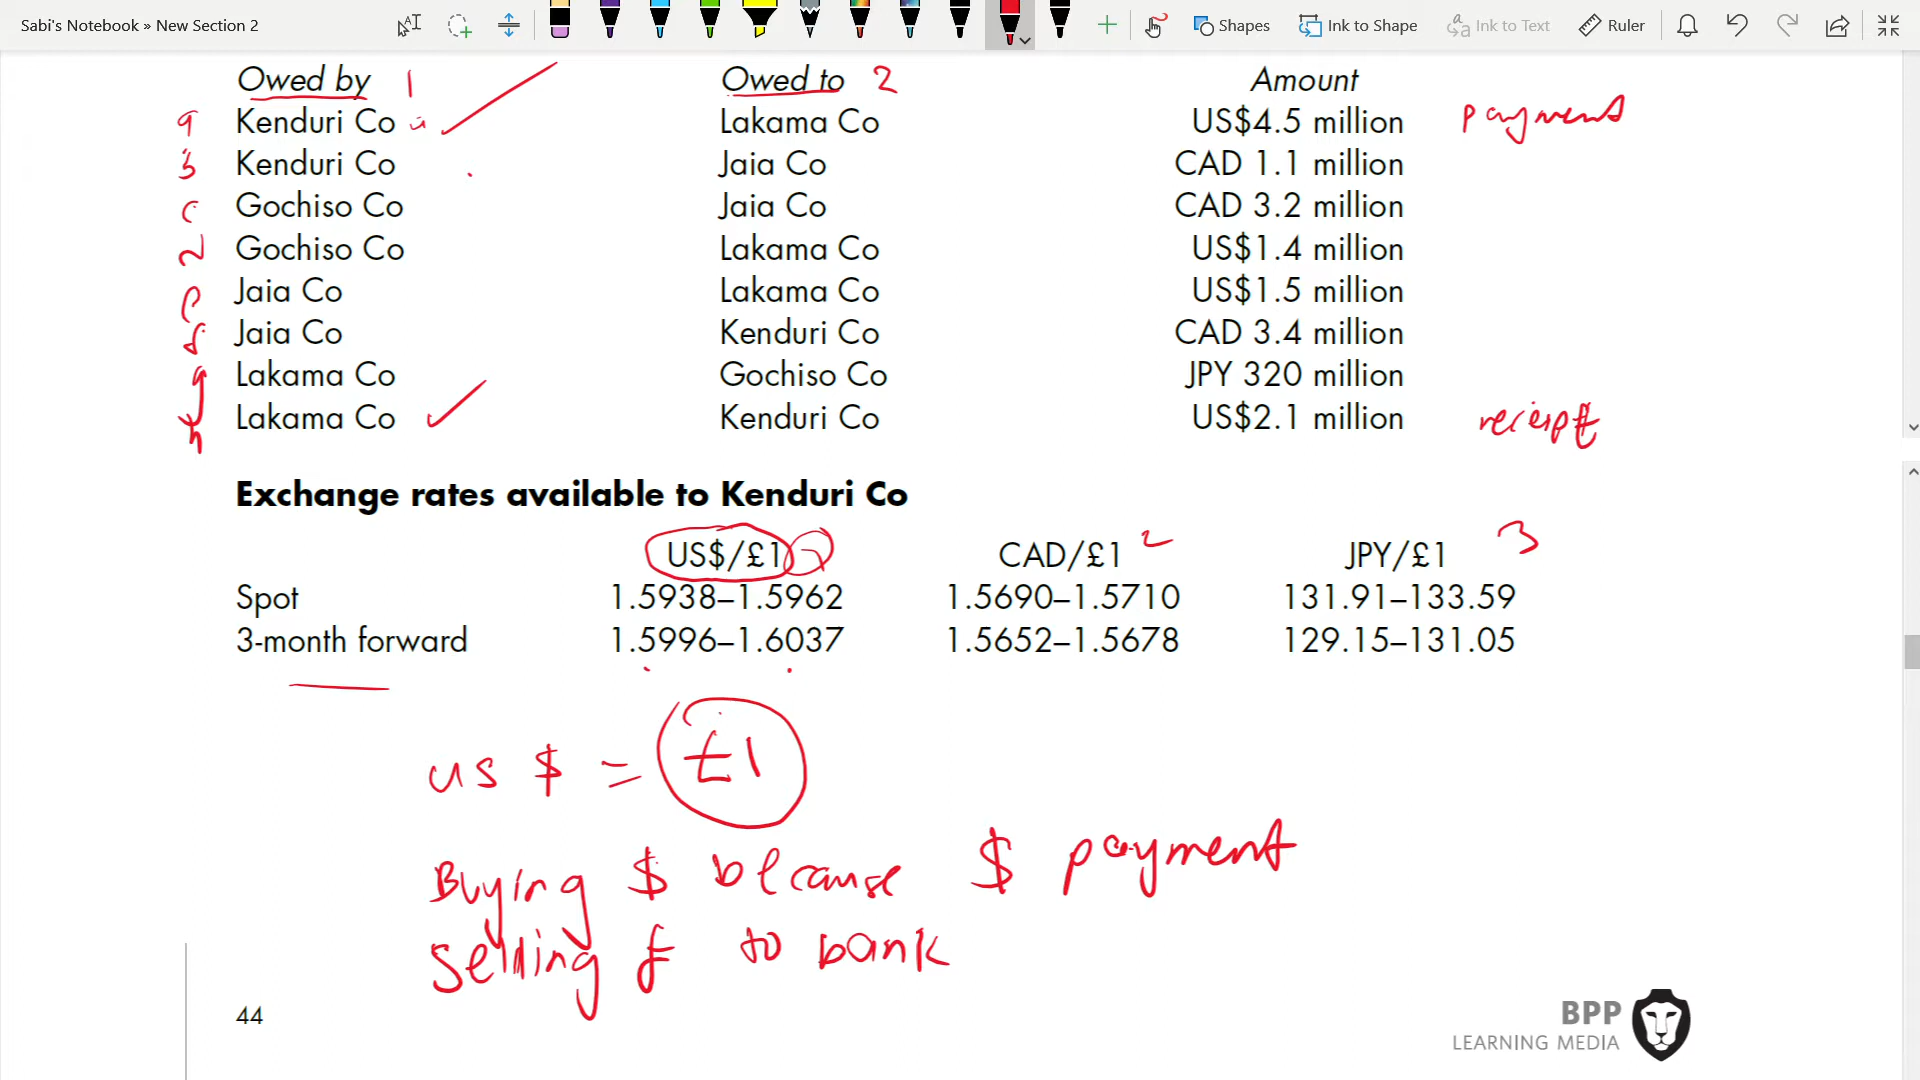 Sabi's Notebook » New Section 2
Shapes Ink to Shape Ink to Text Ruler
Owed by 1 Owed to 2 Amount
a Kenduri Co Lakama Co US$4.5 million payment
b Kenduri Co Jaia Co CAD 1.1 million
c Gochiso Co Jaia Co CAD 3.2 million
Gochiso Co Lakama Co US$1.4 million
e Jaia Co Lakama Co US$1.5 million
f Jaia Co Kenduri Co CAD 3.4 million
g Lakama Co Gochiso Co JPY 320 million
h Lakama Co Kenduri Co US$2.1 million receipt
Exchange rates available to Kenduri Co
US$/£1 CAD/£1 2 JPY/£1 3
Spot 1.5938–1.5962 1.5690–1.5710 131.91–133.59
3-month forward 1.5996–1.6037 1.5652–1.5678 129.15–131.05
US $ = £1
Buying $ because $ payment
Selling £ to bank
44
BPP
LEARNING MEDIA